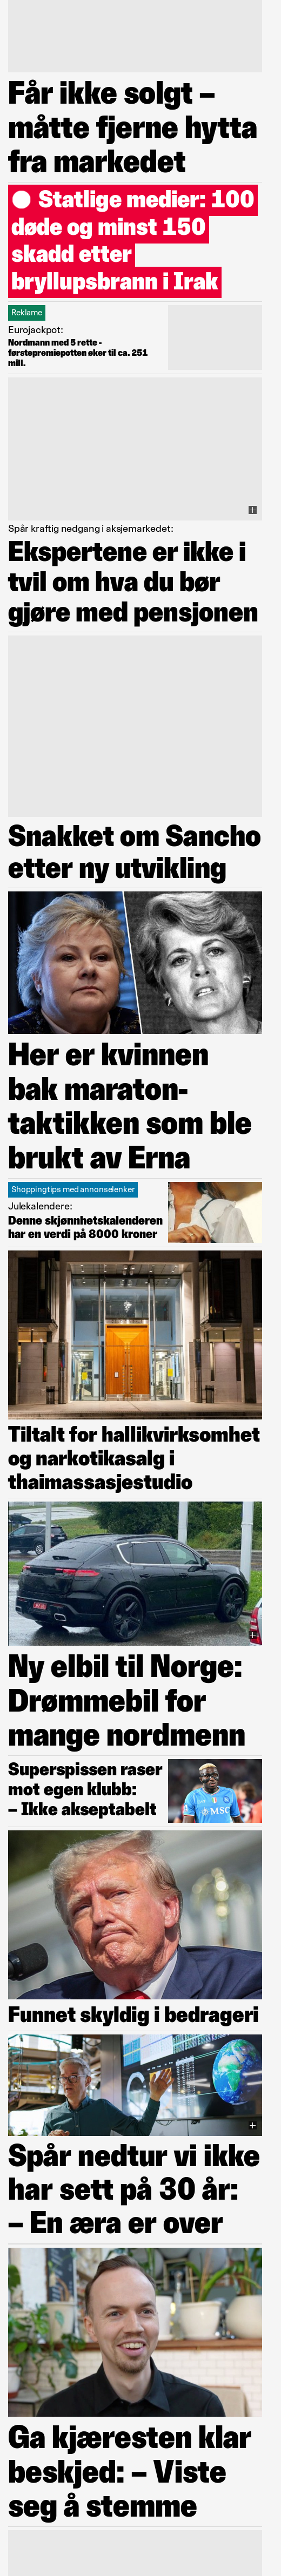 Får ikke solgt –
måtte fjerne hytta
fra markedet
Statlige medier: 100
døde og minst 150
skadd etter
bryllupsbrann i Irak
Reklame
Eurojackpot:
Nordmann med 5 rette -
førstepremiepotten øker til ca. 251
mill.
Spår kraftig nedgang i aksjemarkedet:
Ekspertene er ikke i
tvil om hva du bør
gjøre med pensjonen
Snakket om Sancho
etter ny utvikling
Her er kvinnen
bak maraton-
taktikken som ble
brukt av Erna
Shoppingtips med annonselenker
Julekalendere:
Denne skjønnhetskalenderen
har en verdi på 8000 kroner
Tiltalt for hallikvirksomhet
og narkotikasalg i
thaimassasjestudio
Ny elbil til Norge:
Drømmebil for
mange nordmenn
Superspissen raser
mot egen klubb:
– Ikke akseptabelt
MSC
Funnet skyldig i bedrageri
Spår nedtur vi ikke
har sett på 30 år:
– En æra er over
Ga kjæresten klar
beskjed: – Viste
seg å stemme